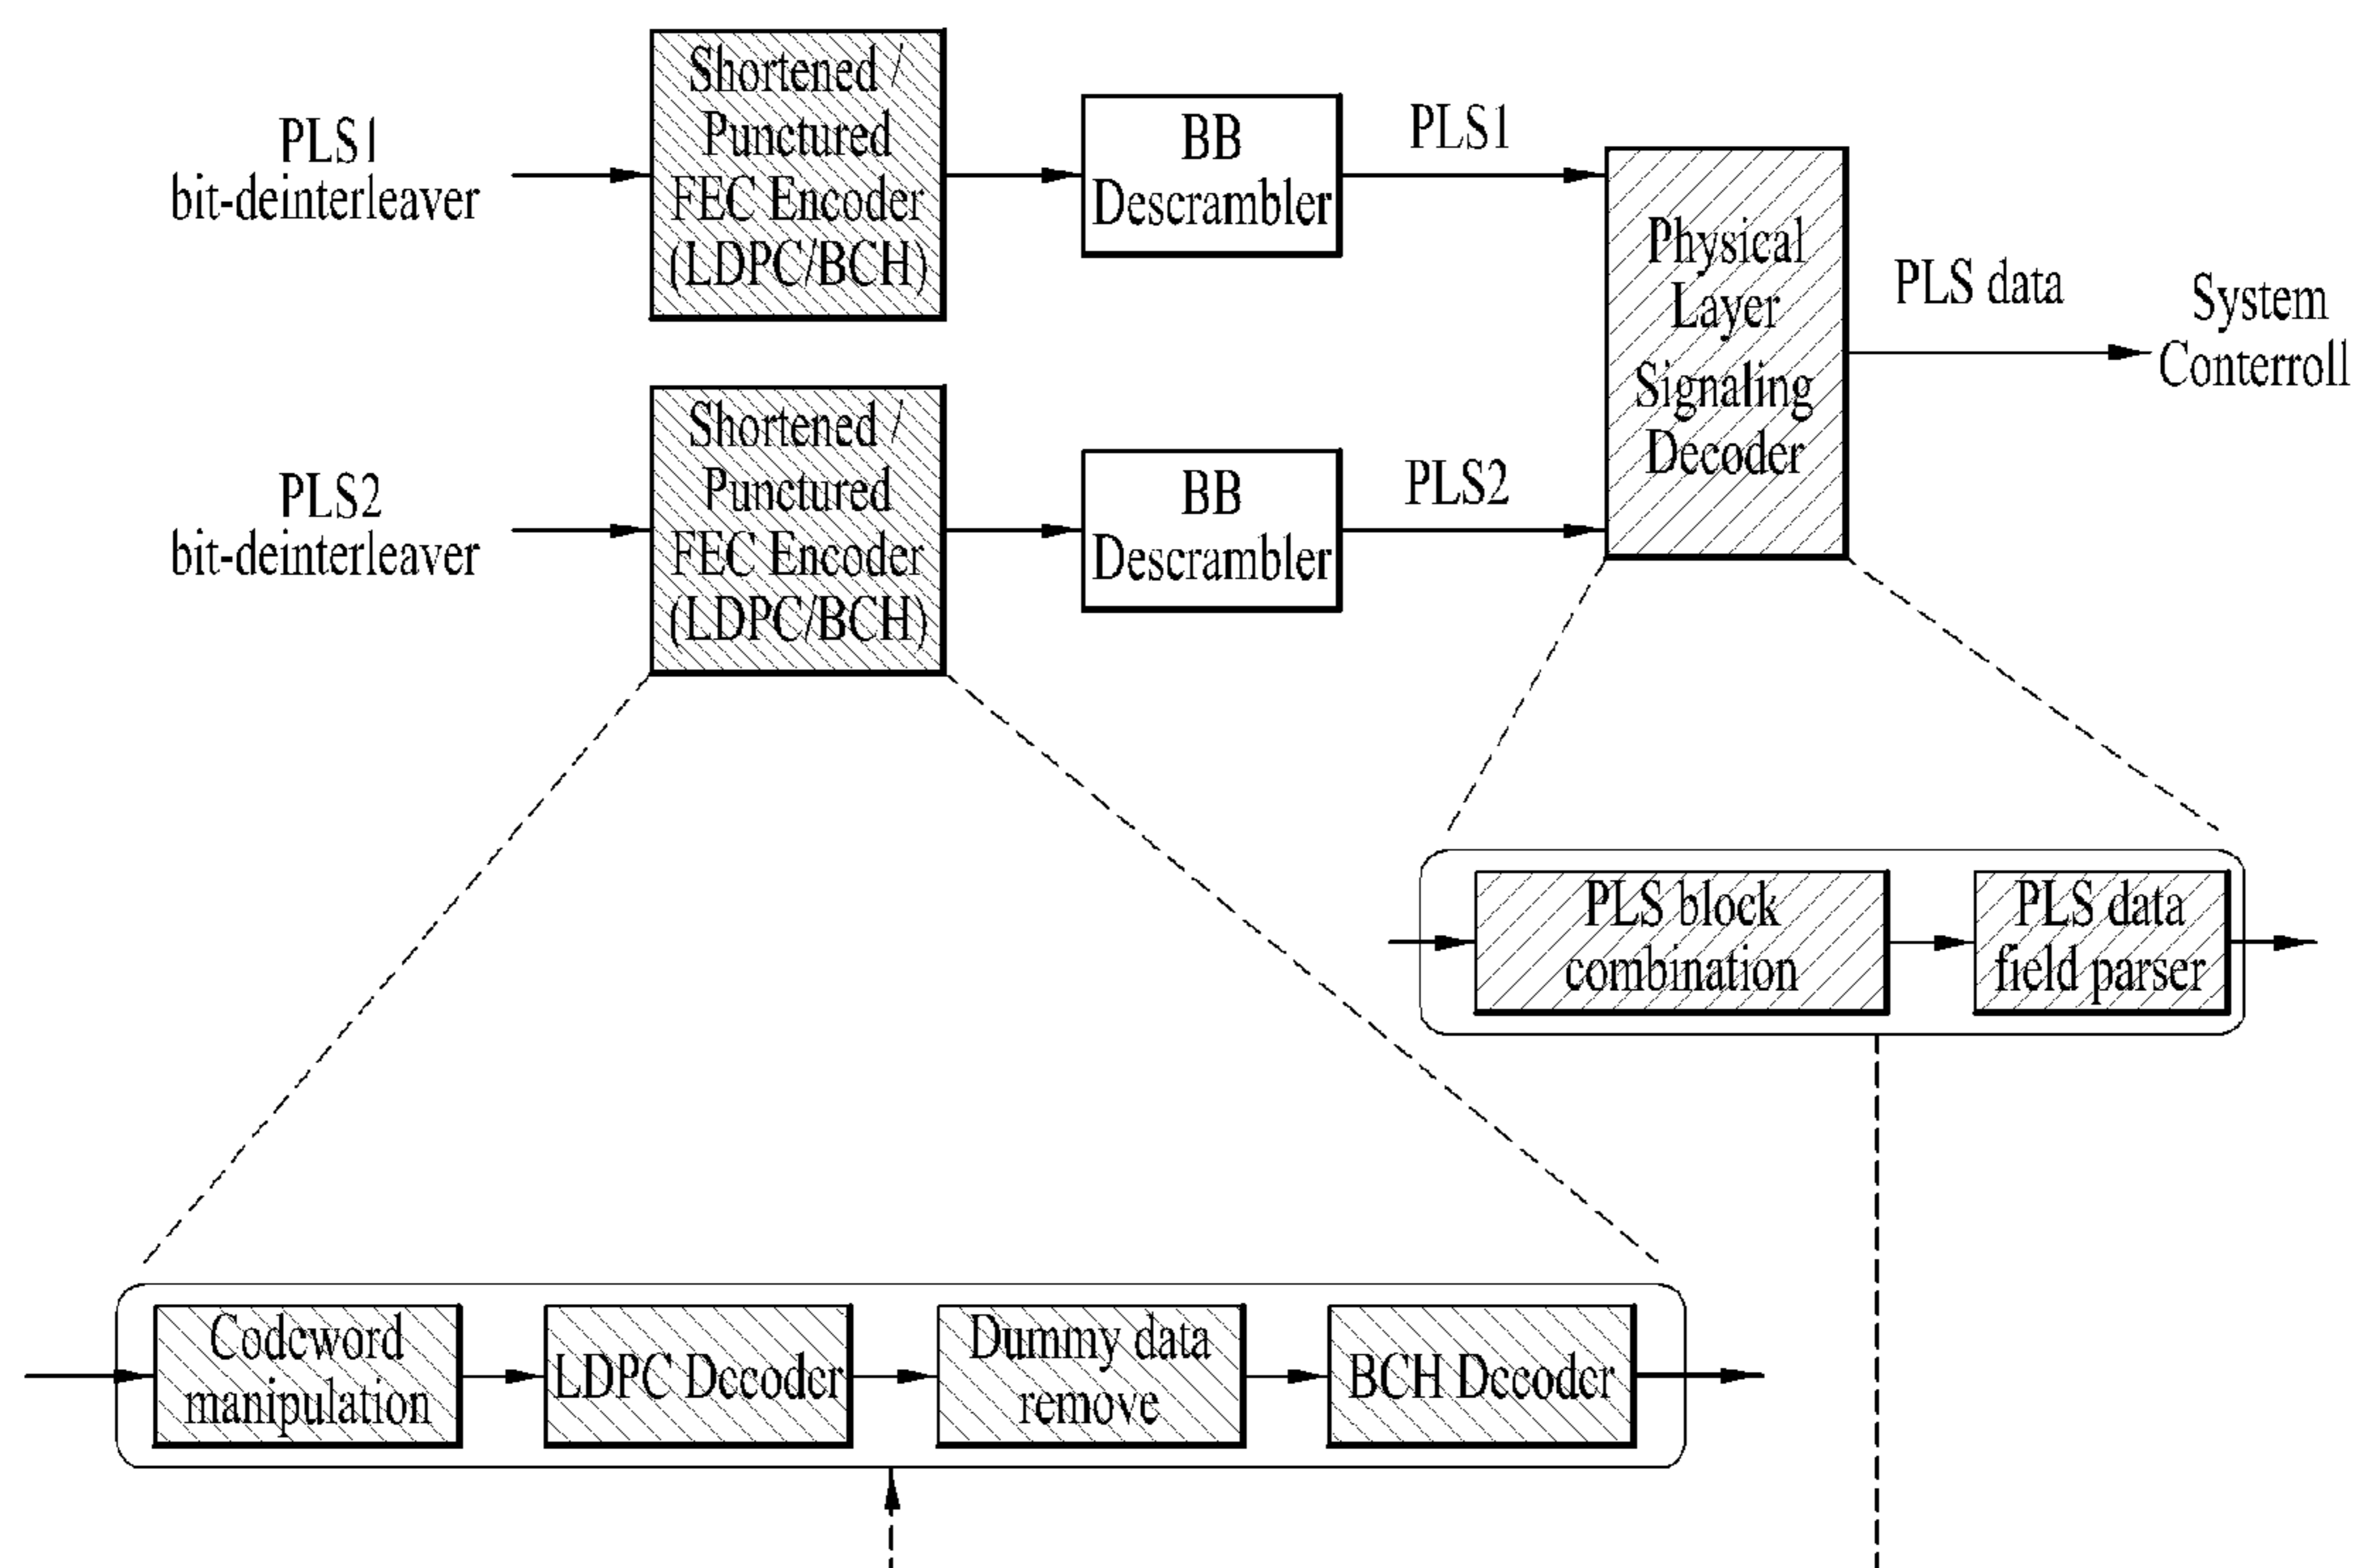 PLS1
bit-deinterleaver
Shortened /
Punctured
FEC Encoder
(LDPC/BCH)
BB
Descrambler
PLS1
Physical
Layer
Signaling
Decoder
PLS data
System
Conterroll
PLS2
bit-deinterleaver
Shortened /
Punctured
FEC Encoder
(LDPC/BCH)
BB
Descrambler
PLS2
PLS block
combination
PLS data
field parser
Codeword
manipulation
LDPC Decoder
Dummy data
remove
BCH Decoder